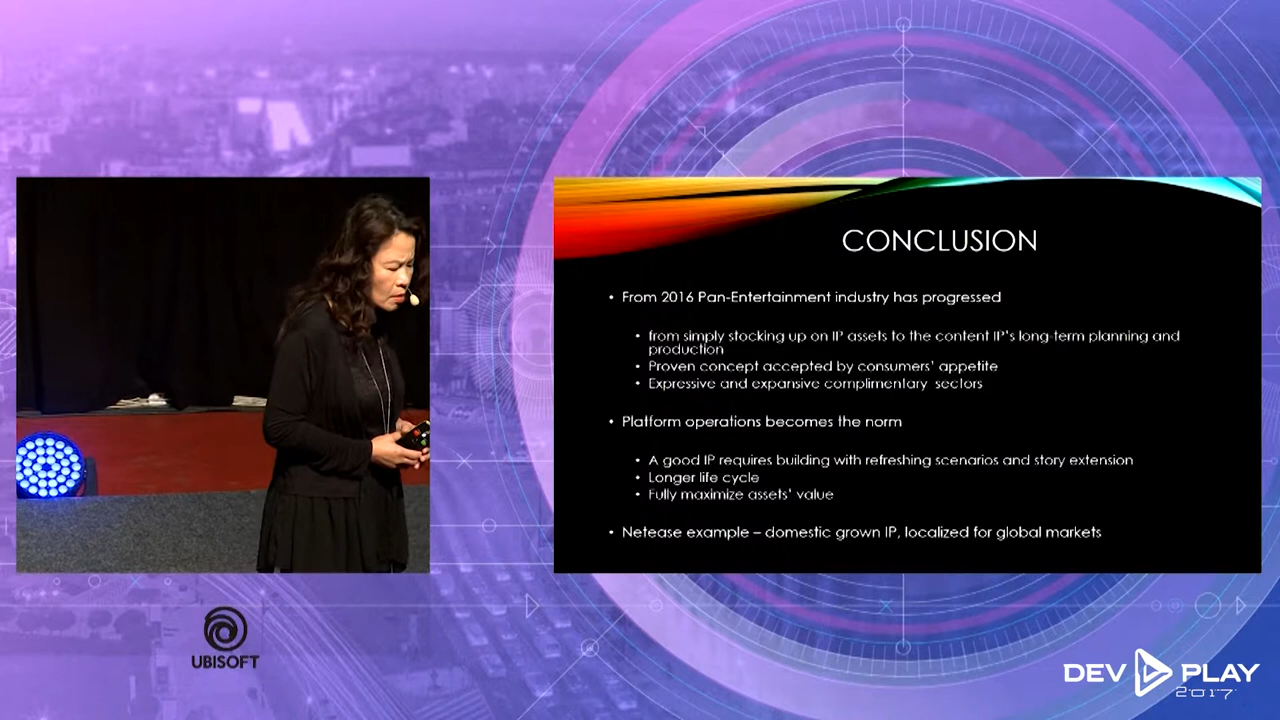 CONCLUSION
• From 2016 Pan-Entertainment industry has progressed
• from simply stocking up on IP assets to the content IP's long-term planning and
production
• Proven concept accepted by consumers' appetite
• Expressive and expansive complimentary sectors
• Platform operations becomes the norm
• A good IP requires building with refreshing scenarios and story extension
• Longer life cycle
• Fully maximize assets' value
• Netease example – domestic grown IP, localized for global markets
UBISOFT
DEV PLAY
2017